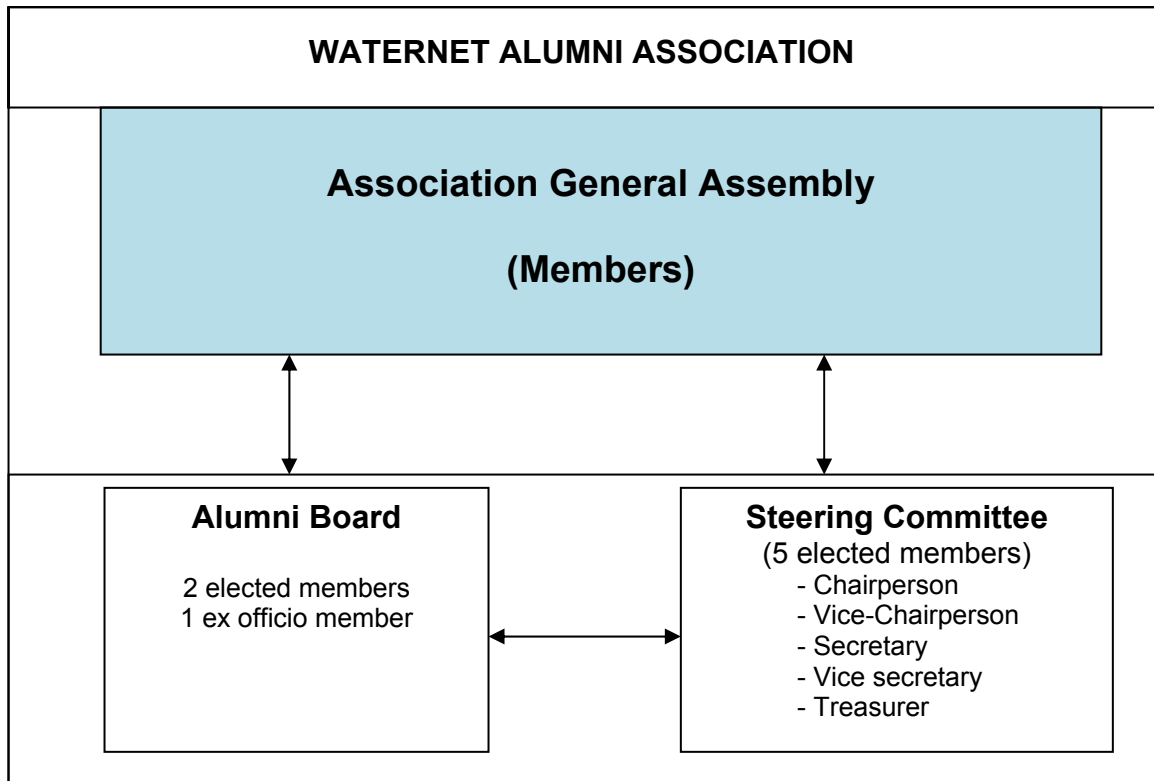 WATERNET ALUMNI ASSOCIATION
Association General Assembly
(Members)
Alumni Board
2 elected members
1 ex officio member
Steering Committee
(5 elected members)
- Chairperson
- Vice-Chairperson
- Secretary
- Vice secretary
- Treasurer